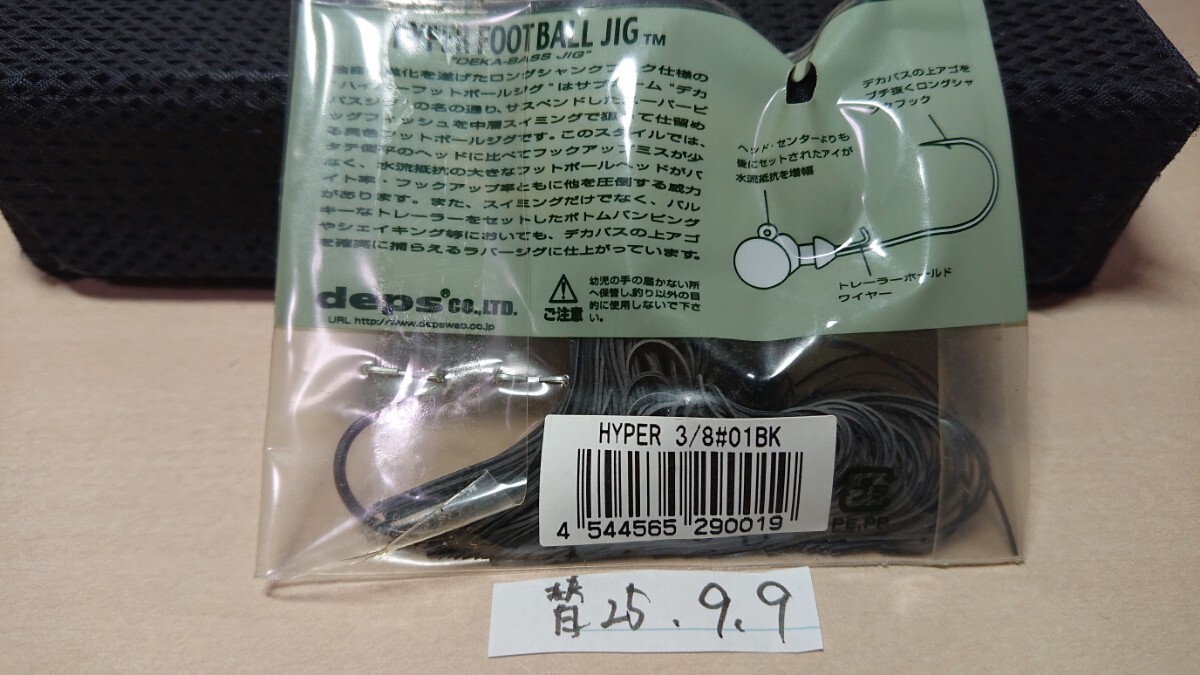 HYPER FOOTBALL JIG™
"DEKA-BASS JIG"
進化を遂げたロングシャンクフック仕様の
"ハイパーフットボールジグ"はサブネーム"デカ
バスジグ"の名の通り、サスペンドしたスーパービ
ッグフィッシュを中層スイミングで狙って仕留め
る異色フットボールジグです。このスタイルでは、
タテ扁平のヘッドに比べてフックアップミスが少
なく、水流抵抗の大きなフットボールヘッドがバ
イト率・フックアップ率ともに他を圧倒する威力
があります。また、スイミングだけでなく、バル
キーなトレーラーをセットしたボトムバンピング
やシェイキング等においても、デカバスの上アゴ
を確実に捕らえるラバージグに仕上がっています。
deps® CO.,LTD.
URL http://www.depsweb.co.jp
ご注意
幼児の手の届かない所
へ保管し、釣り以外の目
的に使用しないで下さ
い。
デカバスの上アゴを
ブチ抜くロングシャ
ンクフック
ヘッド・センターよりも
後にセットされたアイが
水流抵抗を増幅
トレーラーホールド
ワイヤー
HYPER 3/8#01BK
4 544565 290019
PE,PP
替25.9.9